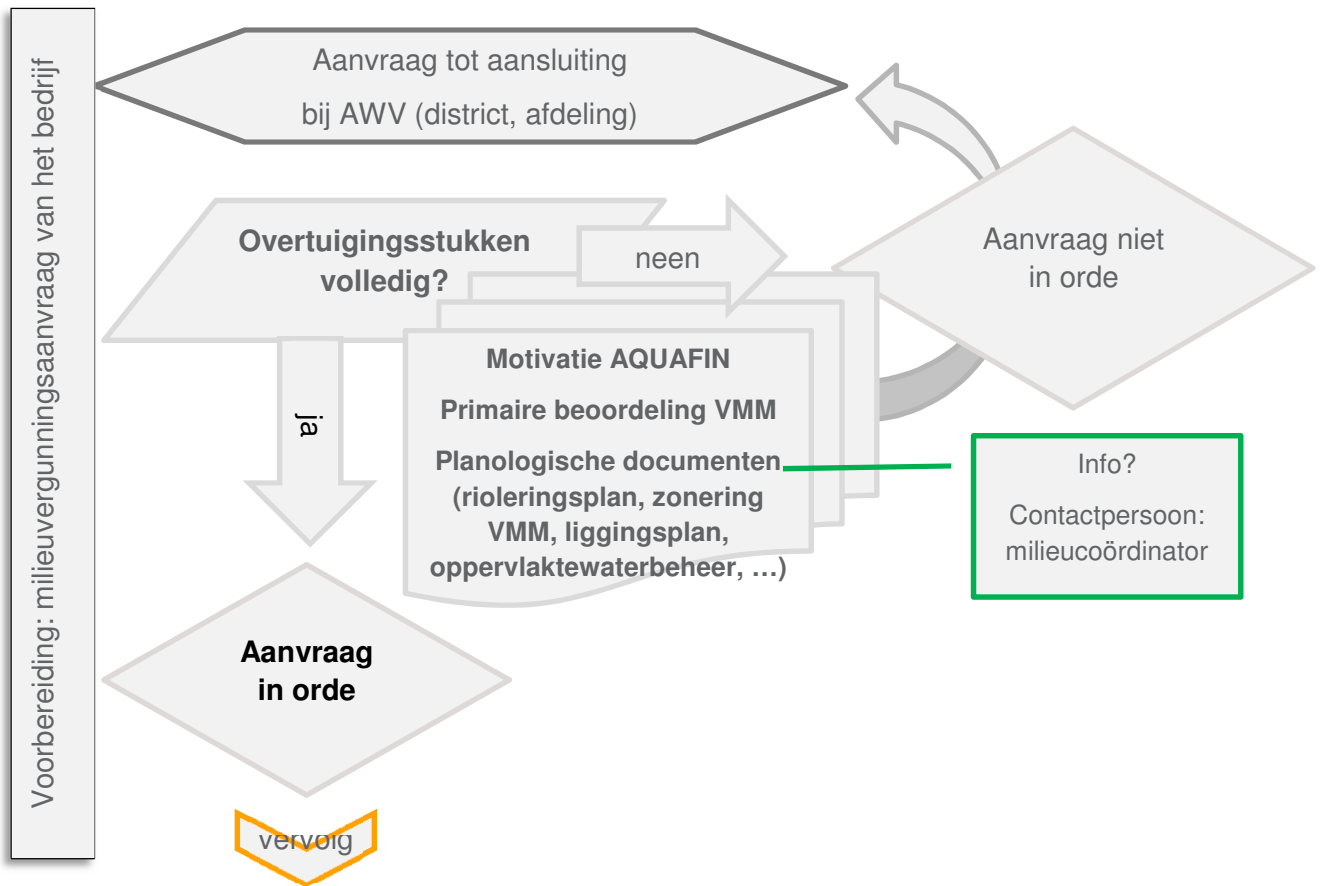 Voorbereiding: milieuvergunningsaanvraag van het bedrijf
Aanvraag tot aansluiting
bij AWV (district, afdeling)
Overtuigingsstukken
volledig?
neen
Aanvraag niet
in orde
ja
Motivatie AQUAFIN
Primaire beoordeling VMM
Planologische documenten
(rioleringsplan, zonering
VMM, liggingsplan,
oppervlaktewaterbeheer, …)
Info?
Contactpersoon:
milieucoördinator
Aanvraag
in orde
vervolg